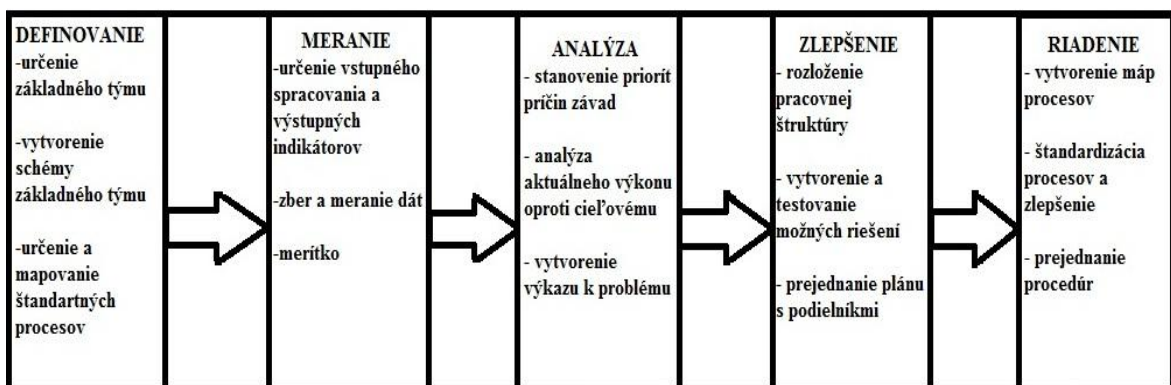 DEFINOVANIE
-určenie
základného týmu
-vytvorenie
schémy
základného týmu
-určenie a
mapovanie
štandartných
procesov
MERANIE
-určenie vstupného
spracovania a
výstupných
indikátorov
-zber a meranie dát
-merítko
ANALÝZA
- stanovenie priorít
príčin závad
- analýza
aktuálneho výkonu
oproti cieľovému
- vytvorenie
výkazu k problému
ZLEPŠENIE
- rozloženie
pracovnej
štruktúry
- vytvorenie a
testovanie
možných riešení
- prejednanie plánu
s podielníkmi
RIADENIE
- vytvorenie máp
procesov
- štandardizácia
procesov a
zlepšenie
- prejednanie
procedúr